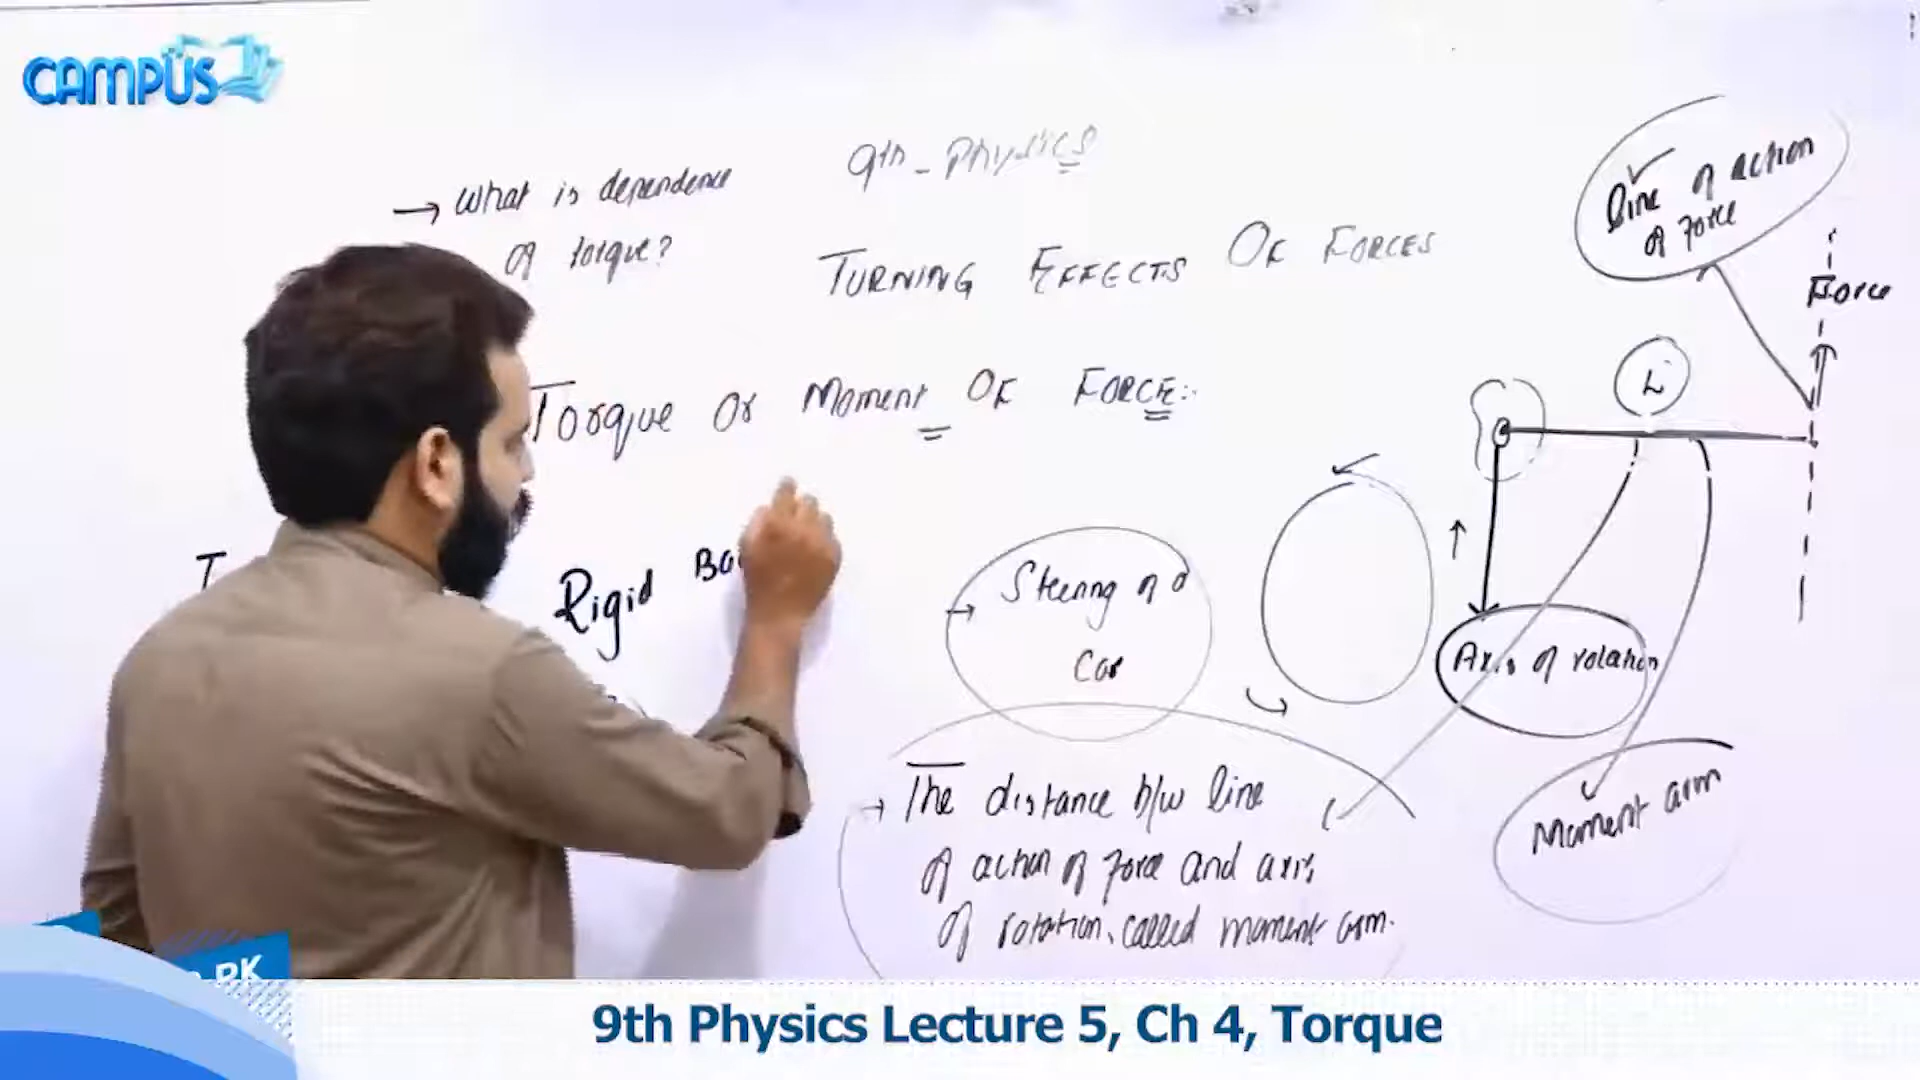 CAMPUS
9th - Physics
→ What is dependence
of torque?
TURNING EFFECTS OF FORCES
line of action
of Force
Force
Torque or Moment OF FORCE:-
L
Rigid
→ Steering of a
Car
Axis of rotation
→ The distance b/w line
of action of Force and axis
of rotation, called moment arm.
Moment arm
.PK
9th Physics Lecture 5, Ch 4, Torque